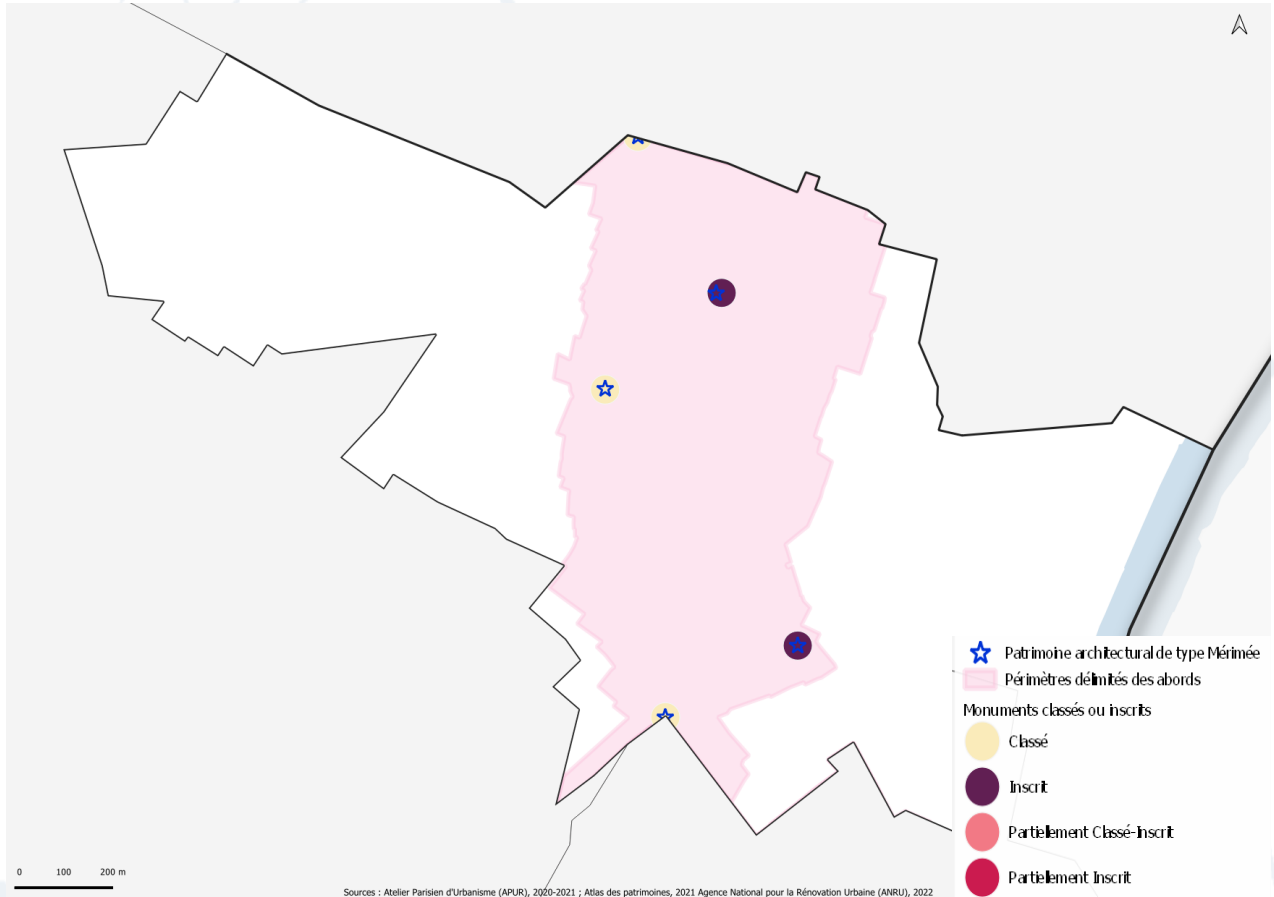 Patrimoine architectural de type Mérimée
Périmètres délimités des abords
Monuments classés ou inscrits
Classé
Inscrit
Partiellement Classé-Inscrit
Partiellement Inscrit
0 100 200 m
Sources : Atelier Parisien d'Urbanisme (APUR), 2020-2021 ; Atlas des patrimoines, 2021 Agence National pour la Rénovation Urbaine (ANRU), 2022